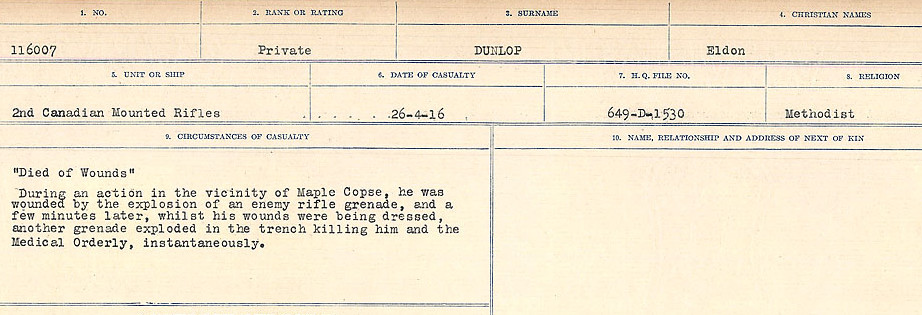 1. NO. 2. RANK OR RATING 3. SURNAME 4. CHRISTIAN NAMES
116007 Private DUNLOP Eldon
5. UNIT OR SHIP 6. DATE OF CASUALTY 7. H.Q. FILE NO. 8. RELIGION
2nd Canadian Mounted Rifles . . . . . . 26-4-16 . 649-D-1530 Methodist
9. CIRCUMSTANCES OF CASUALTY 10. NAME, RELATIONSHIP AND ADDRESS OF NEXT OF KIN
"Died of Wounds"
During an action in the vicinity of Maple Copse, he was
wounded by the explosion of an enemy rifle grenade, and a
few minutes later, whilst his wounds were being dressed,
another grenade exploded in the trench killing him and the
Medical Orderly, instantaneously.